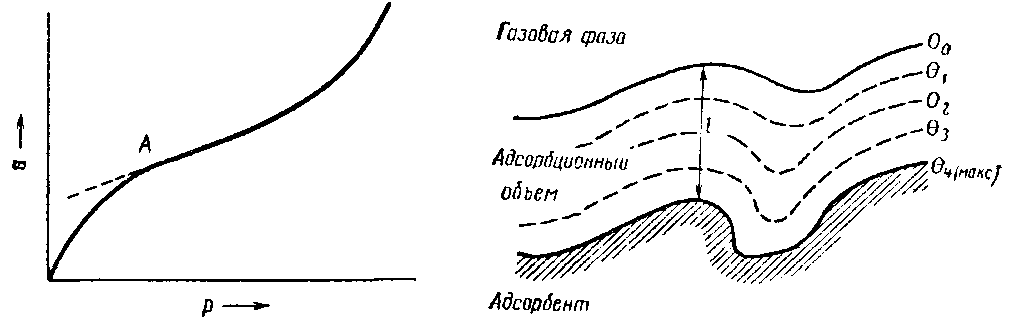 A
a →
p →
Газовая фаза
Θ₀
Θ₁
Θ₂
Θ₃
Θ₄(макс)
l
Адсорбционный
объем
Адсорбент